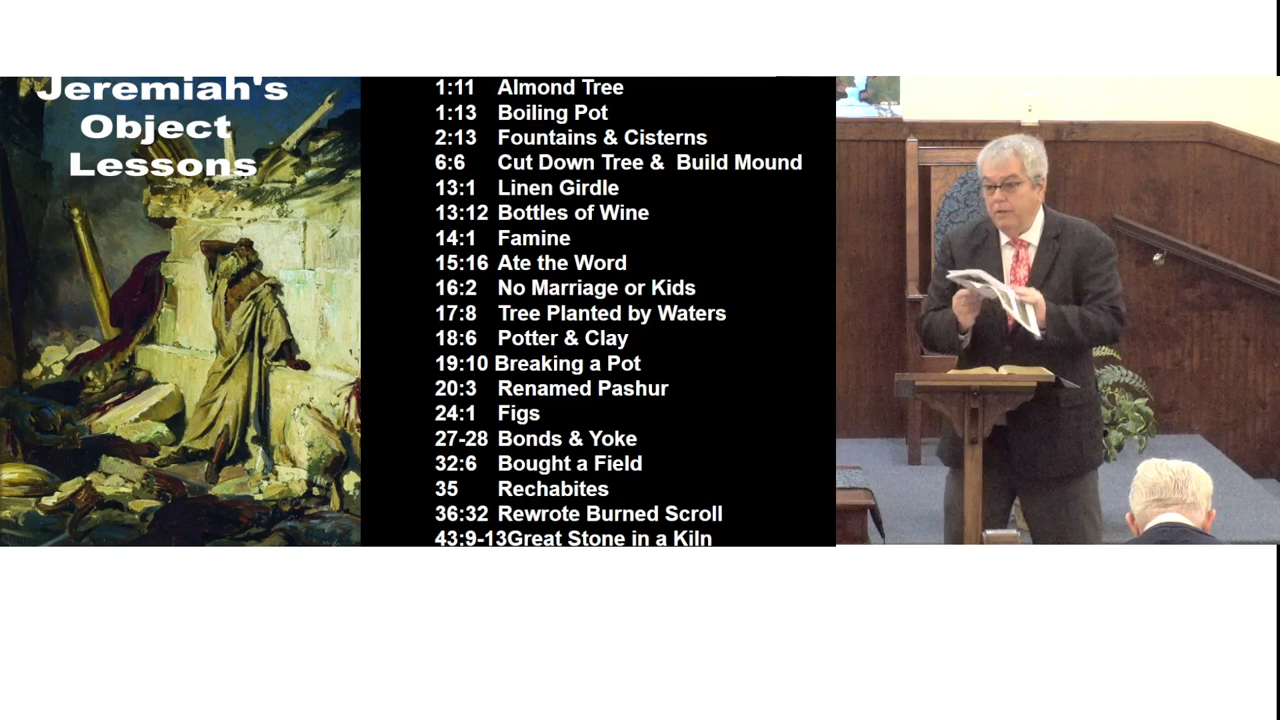 Jeremiah's
Object
Lessons
1:11 Almond Tree
1:13 Boiling Pot
2:13 Fountains & Cisterns
6:6 Cut Down Tree & Build Mound
13:1 Linen Girdle
13:12 Bottles of Wine
14:1 Famine
15:16 Ate the Word
16:2 No Marriage or Kids
17:8 Tree Planted by Waters
18:6 Potter & Clay
19:10 Breaking a Pot
20:3 Renamed Pashur
24:1 Figs
27-28 Bonds & Yoke
32:6 Bought a Field
35 Rechabites
36:32 Rewrote Burned Scroll
43:9-13Great Stone in a Kiln